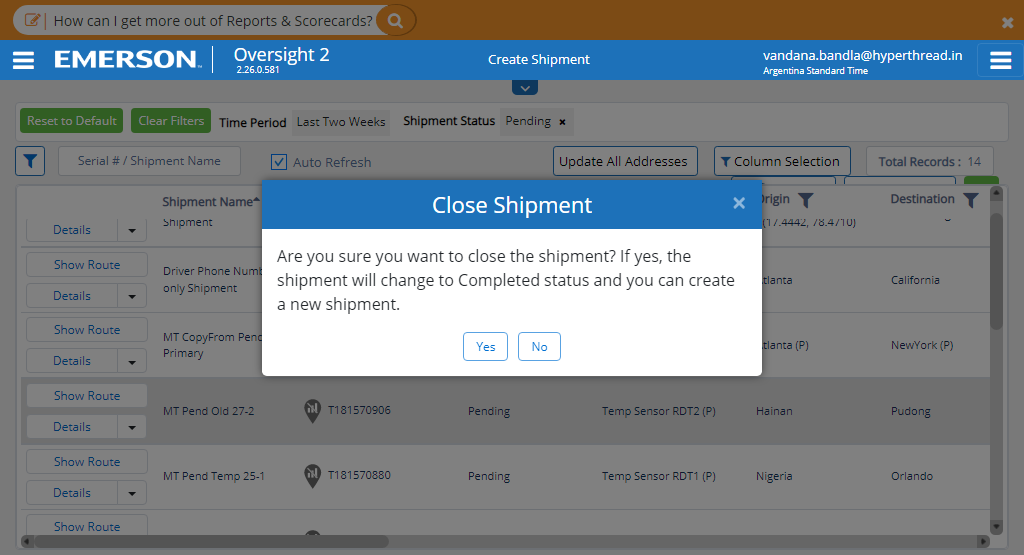 How can I get more out of Reports & Scorecards?
EMERSON
Oversight 2
2.26.0.581
Create Shipment
vandana.bandla@hyperthread.in
Argentina Standard Time
Reset to Default
Clear Filters
Time Period
Last Two Weeks
Shipment Status
Pending ×
Serial # / Shipment Name
Auto Refresh
Update All Addresses
Column Selection
Total Records : 14
Shipment Name
Destination
Shipment
(17.4442, 78.4710)
Details
Show Route
Driver Phone
only Shipment
California
Details
Show Route
MT CopyFrom
Primary
NewYork (P)
Details
Show Route
MT Pend Old 27-2
T181570906
Pending
Temp Sensor RDT2 (P)
Hainan
Pudong
Details
Show Route
MT Pend Temp 25-1
T181570880
Pending
Temp Sensor RDT1 (P)
Nigeria
Orlando
Details
Show Route
Close Shipment
×
Are you sure you want to close the shipment? If yes, the
shipment will change to Completed status and you can create
a new shipment.
Yes
No